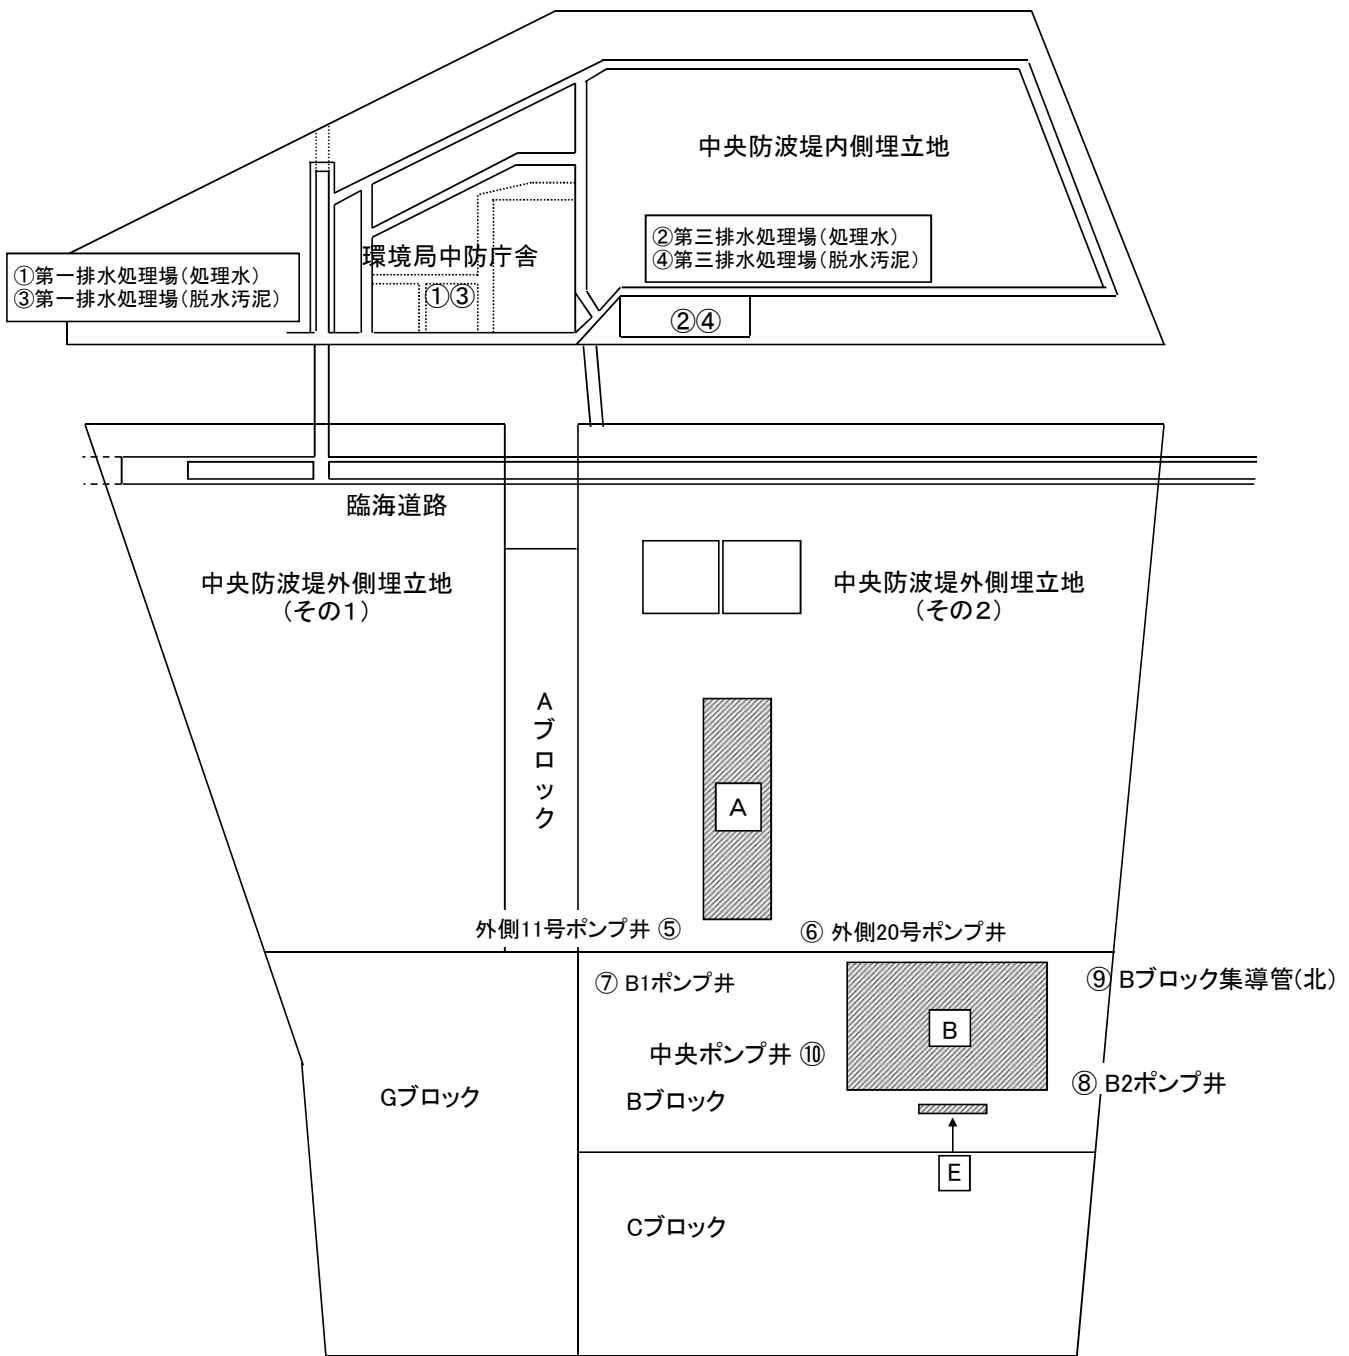 中央防波堤内側埋立地
②第三排水処理場(処理水)
④第三排水処理場(脱水汚泥)
環境局中防庁舎
①第一排水処理場(処理水)
③第一排水処理場(脱水汚泥)
①③
②④
臨海道路
中央防波堤外側埋立地
(その1)
中央防波堤外側埋立地
(その2)
Aブロック
A
外側11号ポンプ井 ⑤
⑥ 外側20号ポンプ井
⑦ B1ポンプ井
⑨ Bブロック集導管(北)
B
中央ポンプ井 ⑩
⑧ B2ポンプ井
Gブロック
Bブロック
E
Cブロック